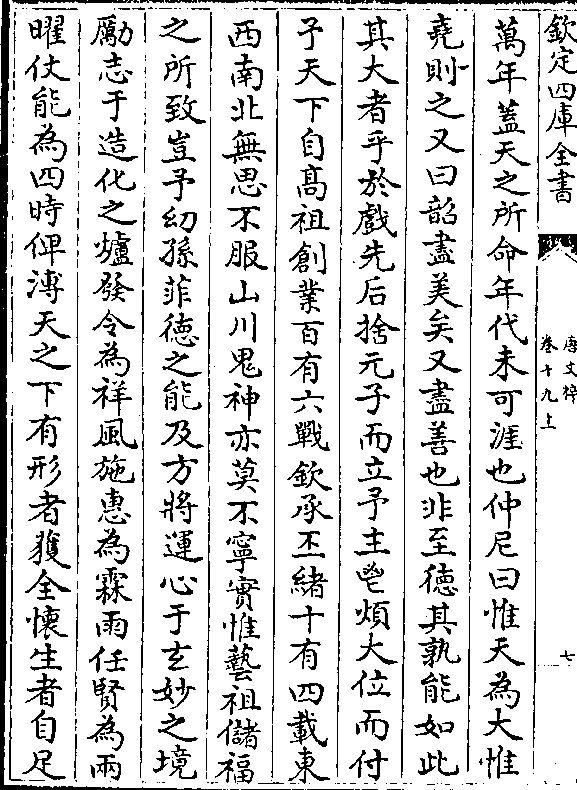 欽定四庫全書
唐文粹
卷十九上
七
萬年蓋天之所命年代未可涯也仲尼曰惟天為大惟
堯則之又曰韶盡美矣又盡善也非至德其孰能如此
其大者乎於戲先后捨元子而立予主鬯煩大位而付
予天下自髙祖創業百有六戰欽承丕緒十有四載東
西南北無思不服山川鬼神亦莫不寧實惟藝祖儲福
之所致豈予幼孫菲徳之能及方將運心于玄妙之境
勵志于造化之爐發令為祥風施惠為霖雨任賢為兩
曜仗能為四時俾溥天之下有形者獲全懷生者自足